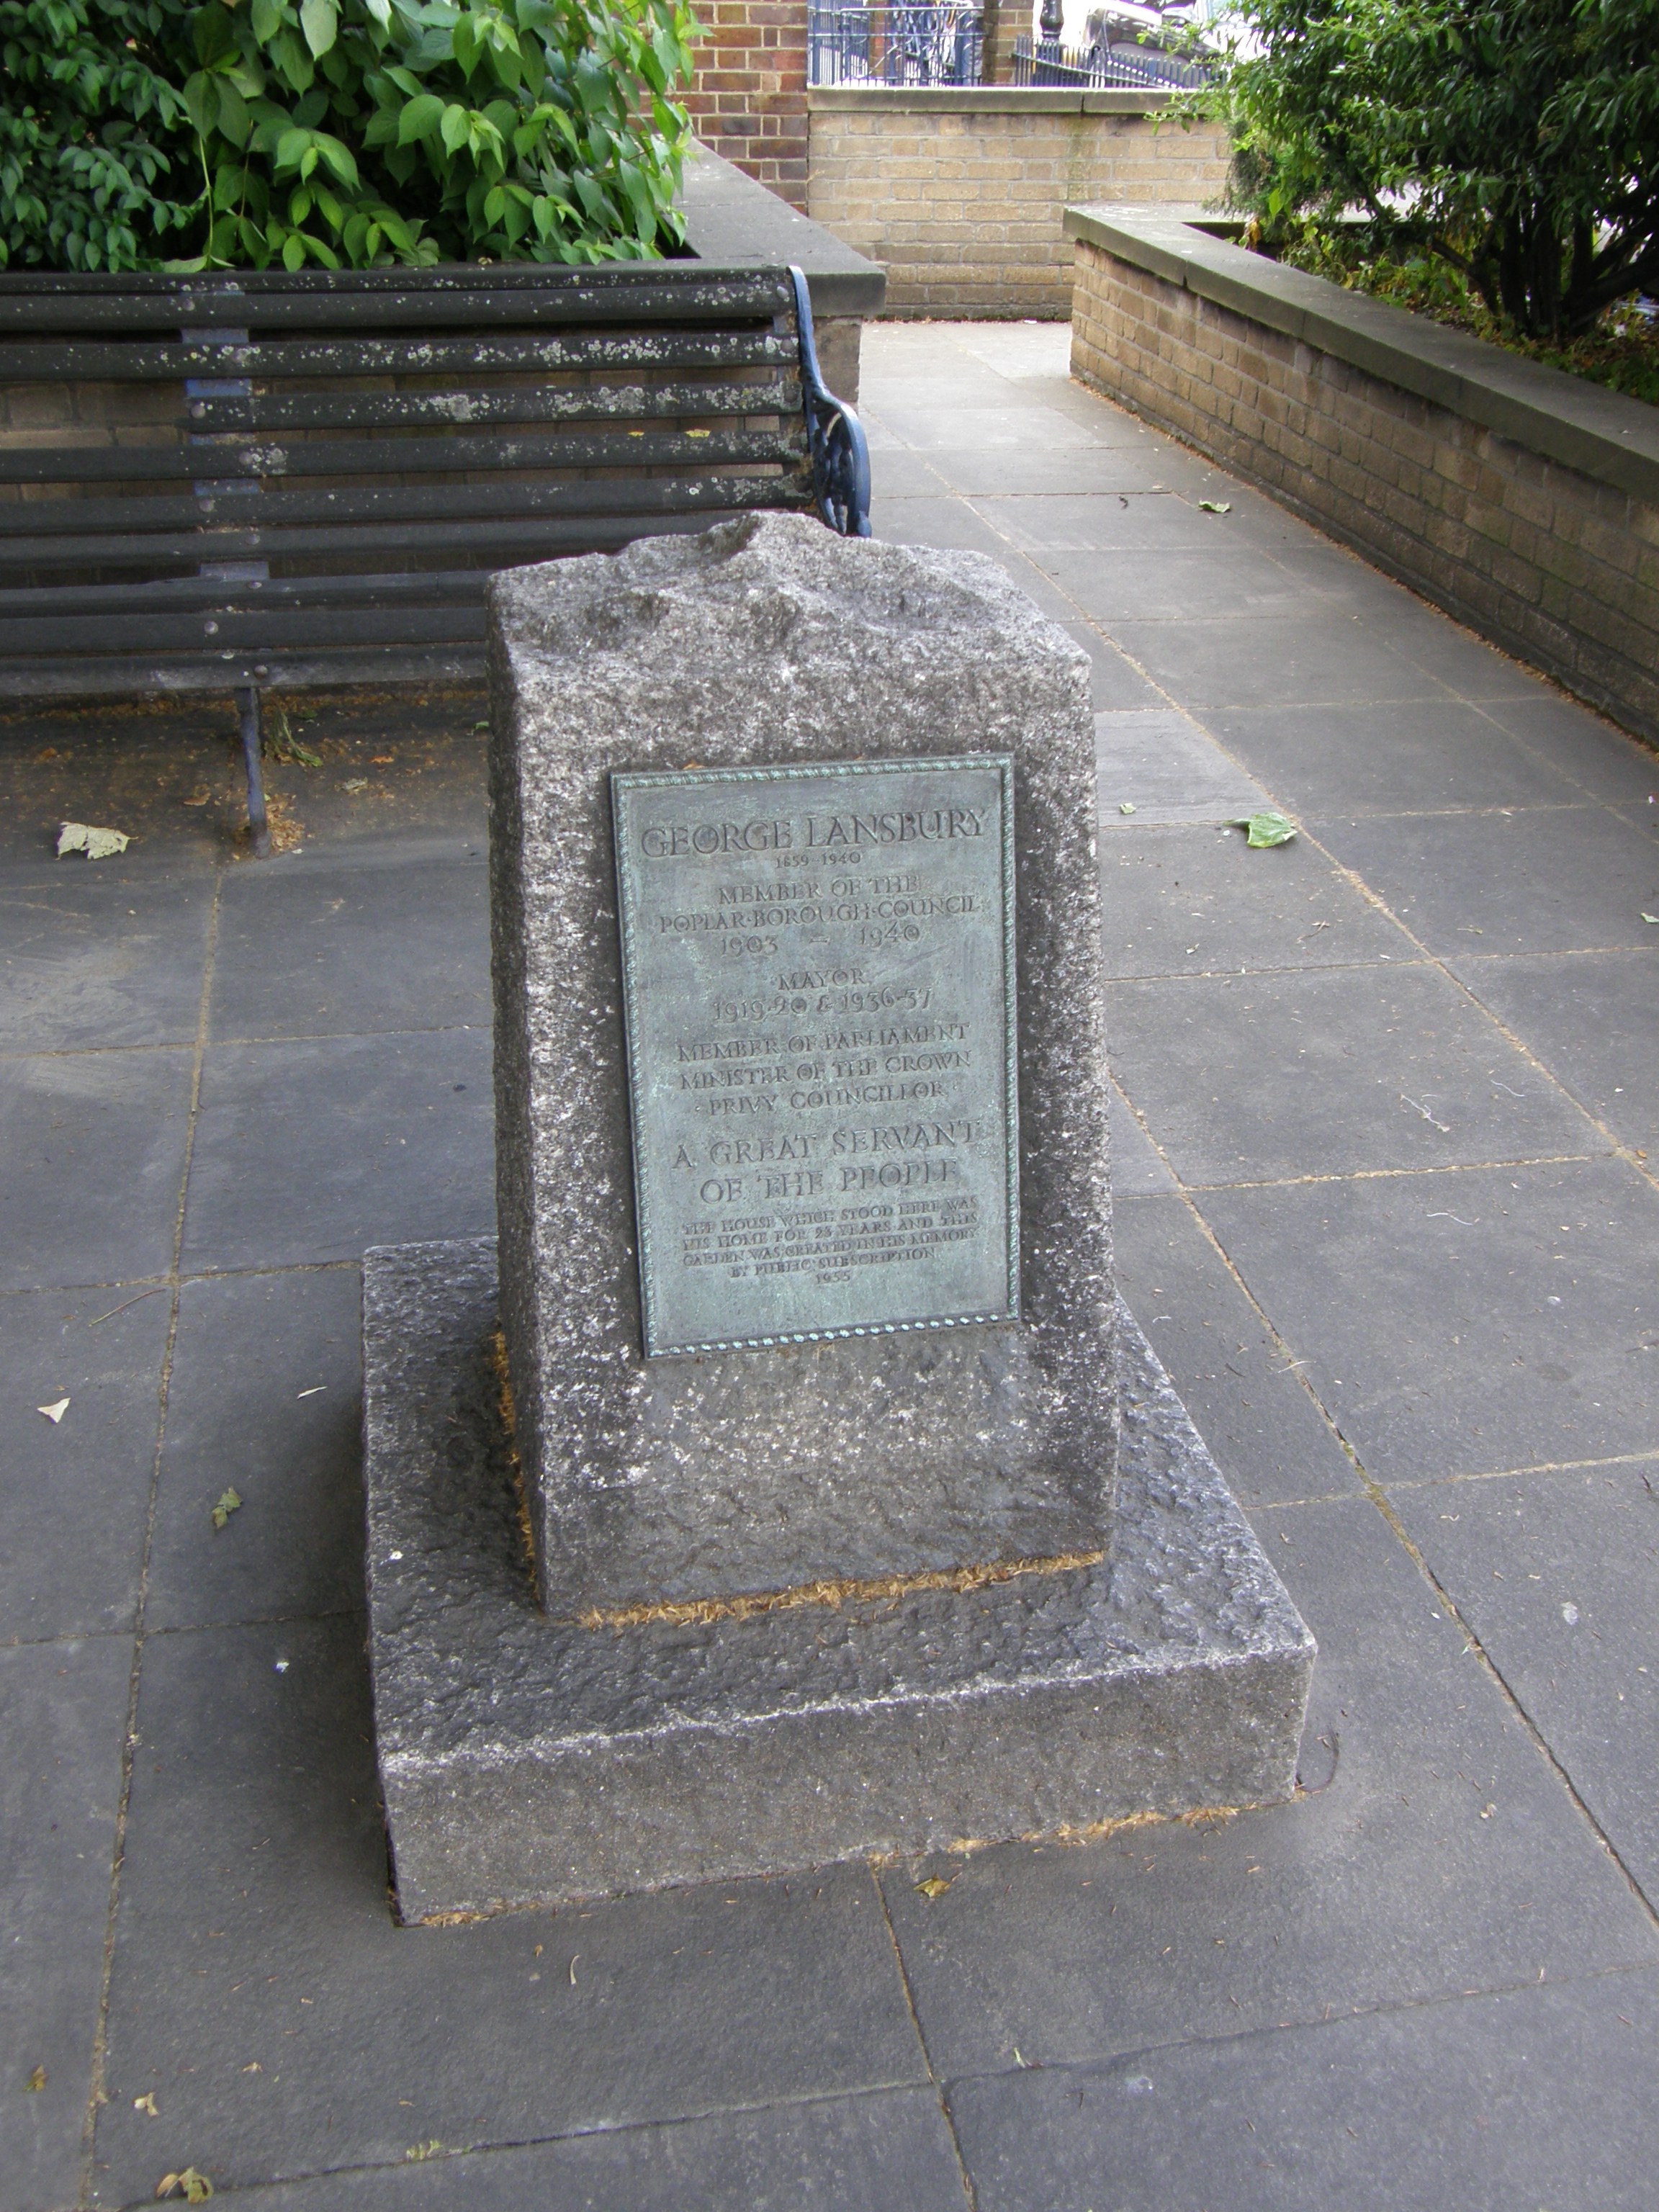 GEORGE LANSBURY
1859-1940
MEMBER OF THE
POPLAR·BOROUGH·COUNCIL
1903 – 1940
MAYOR
1919-20 & 1936-37
MEMBER OF PARLIAMENT
MINISTER OF THE CROWN
PRIVY COUNCILLOR
A GREAT SERVANT
OF THE PEOPLE
THE HOUSE WHICH STOOD HERE WAS
HIS HOME FOR 23 YEARS AND THIS
GARDEN WAS CREATED IN HIS MEMORY
BY PUBLIC SUBSCRIPTION
1955